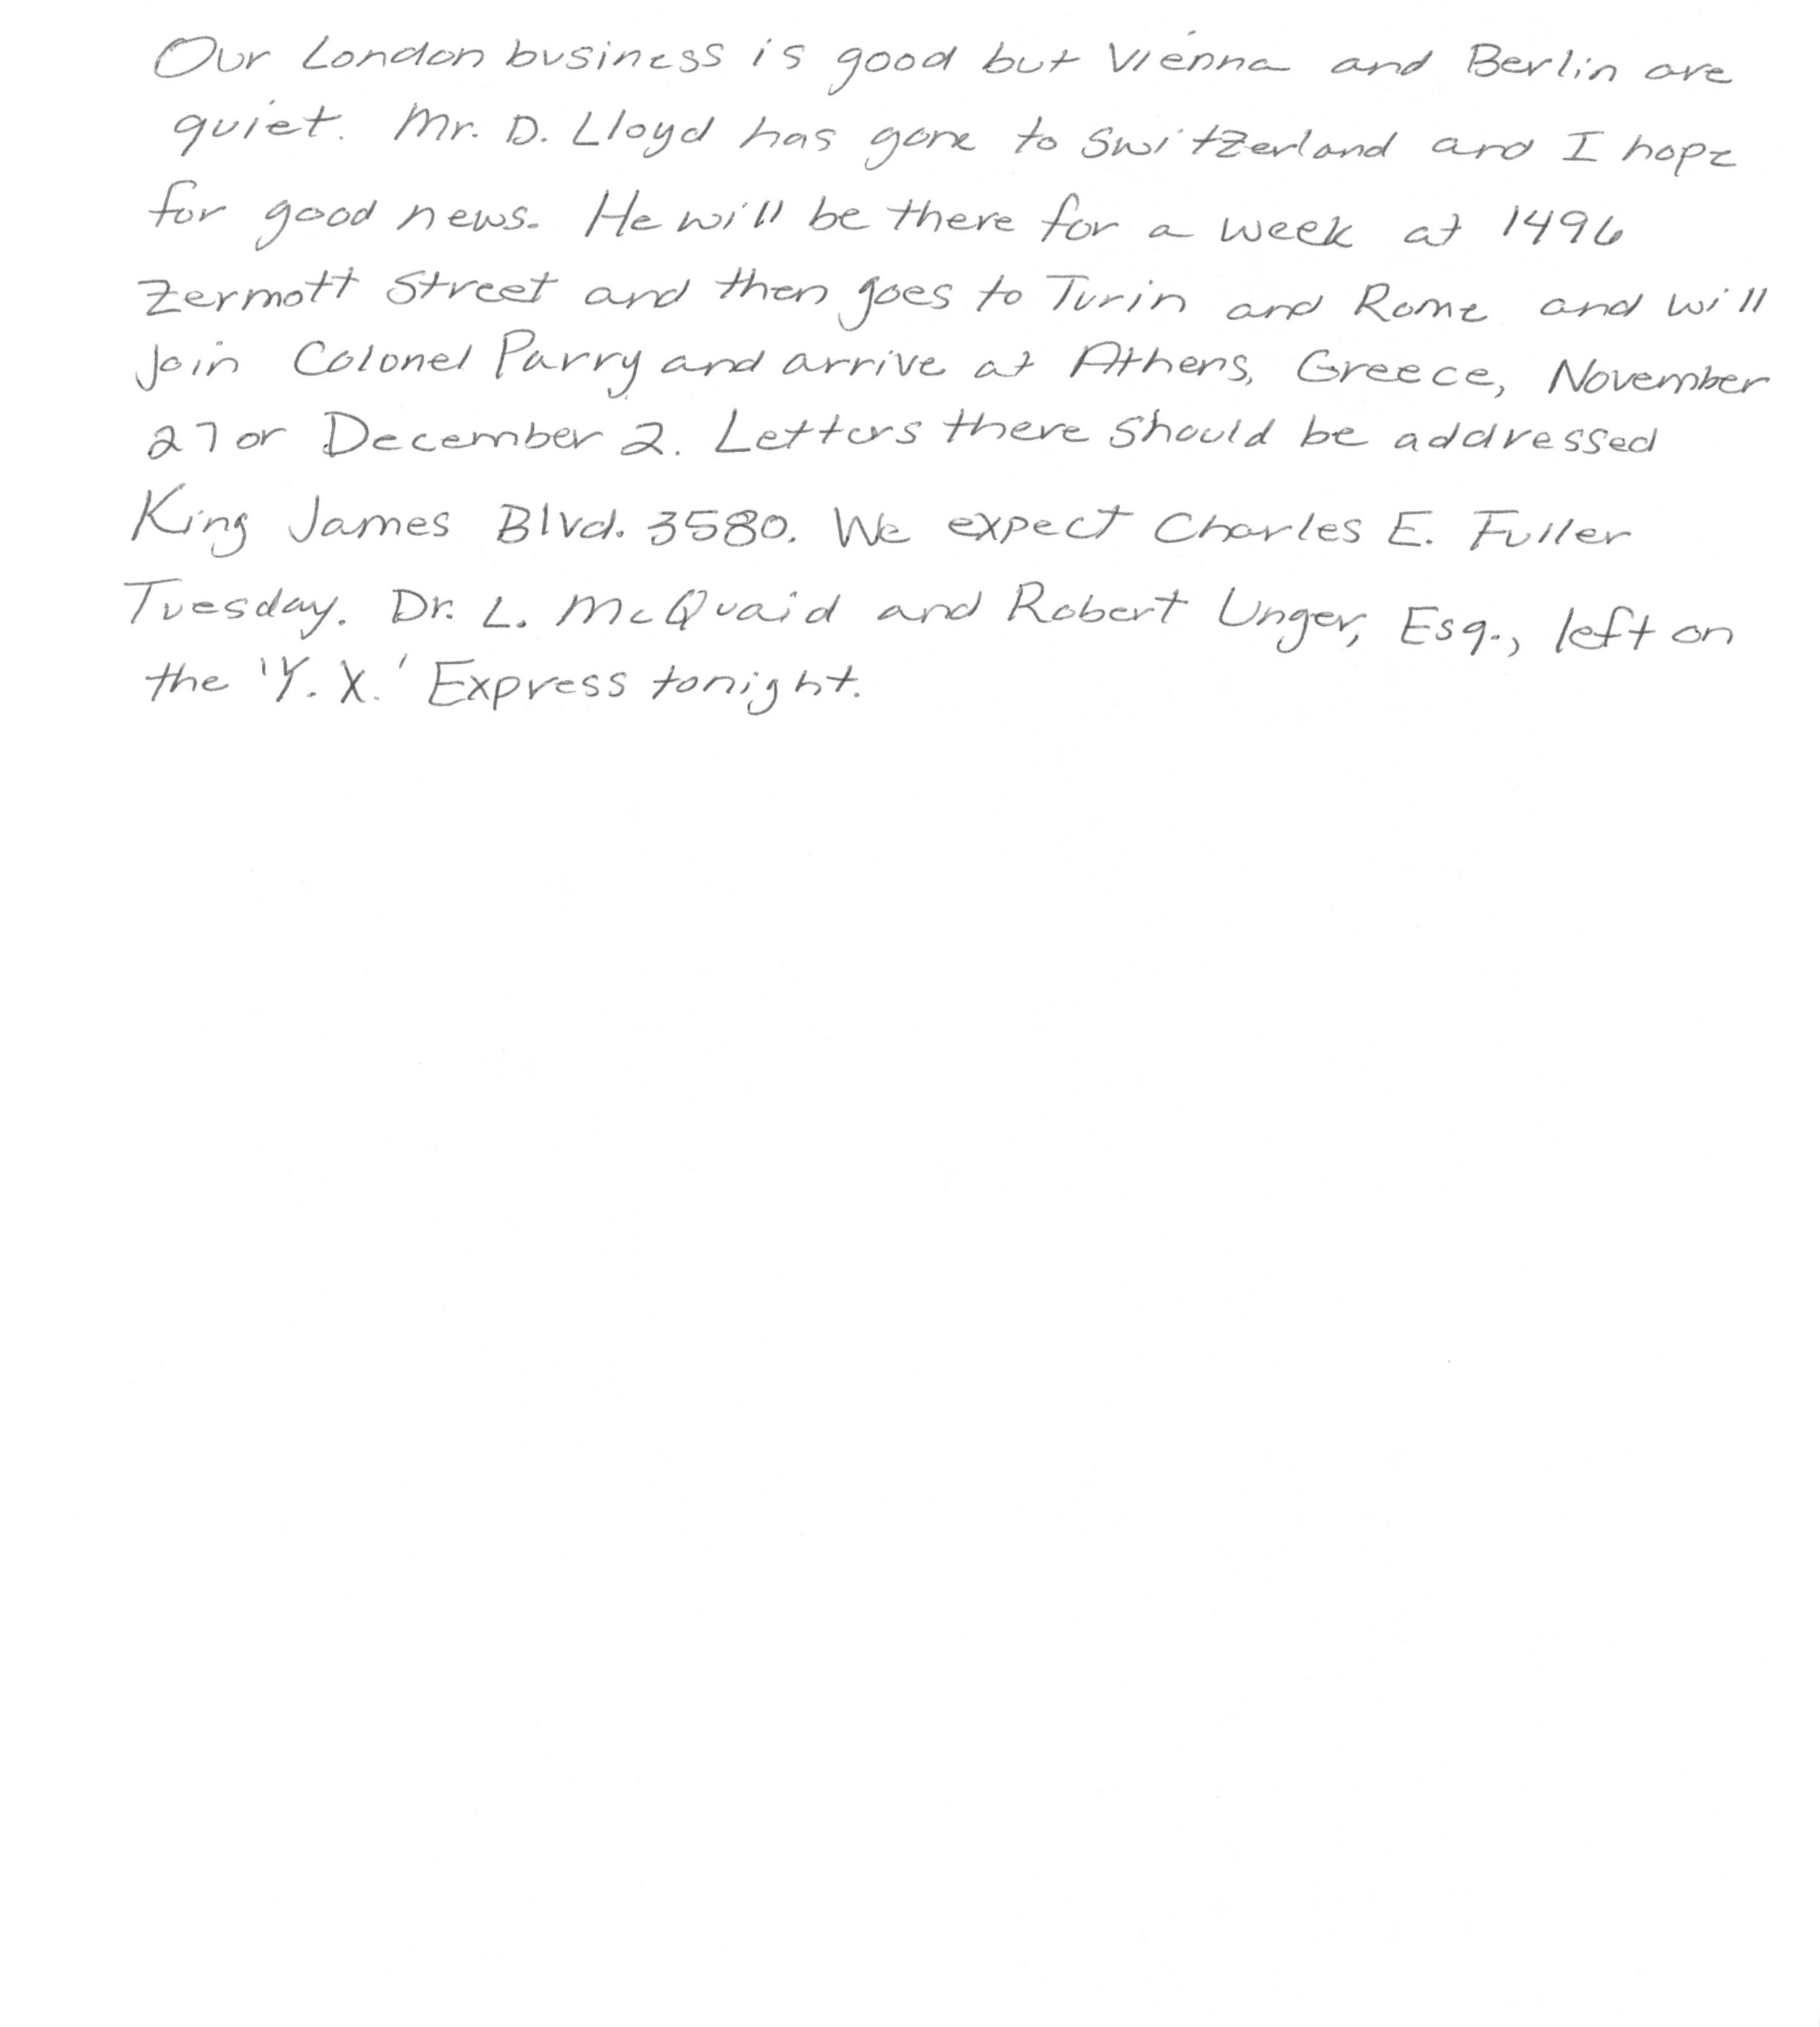 Our London business is good but Vienna and Berlin are
quiet. Mr. D. Lloyd has gone to Switzerland and I hope
for good news. He will be there for a week at 1496
Zermott Street and then goes to Turin and Rome and will
join Colonel Parry and arrive at Athens, Greece, November
27 or December 2. Letters there should be addressed
King James Blvd. 3580. We expect Charles E. Fuller
Tuesday. Dr. L. McQuaid and Robert Unger, Esq., left on
the 'Y. X.' Express tonight.